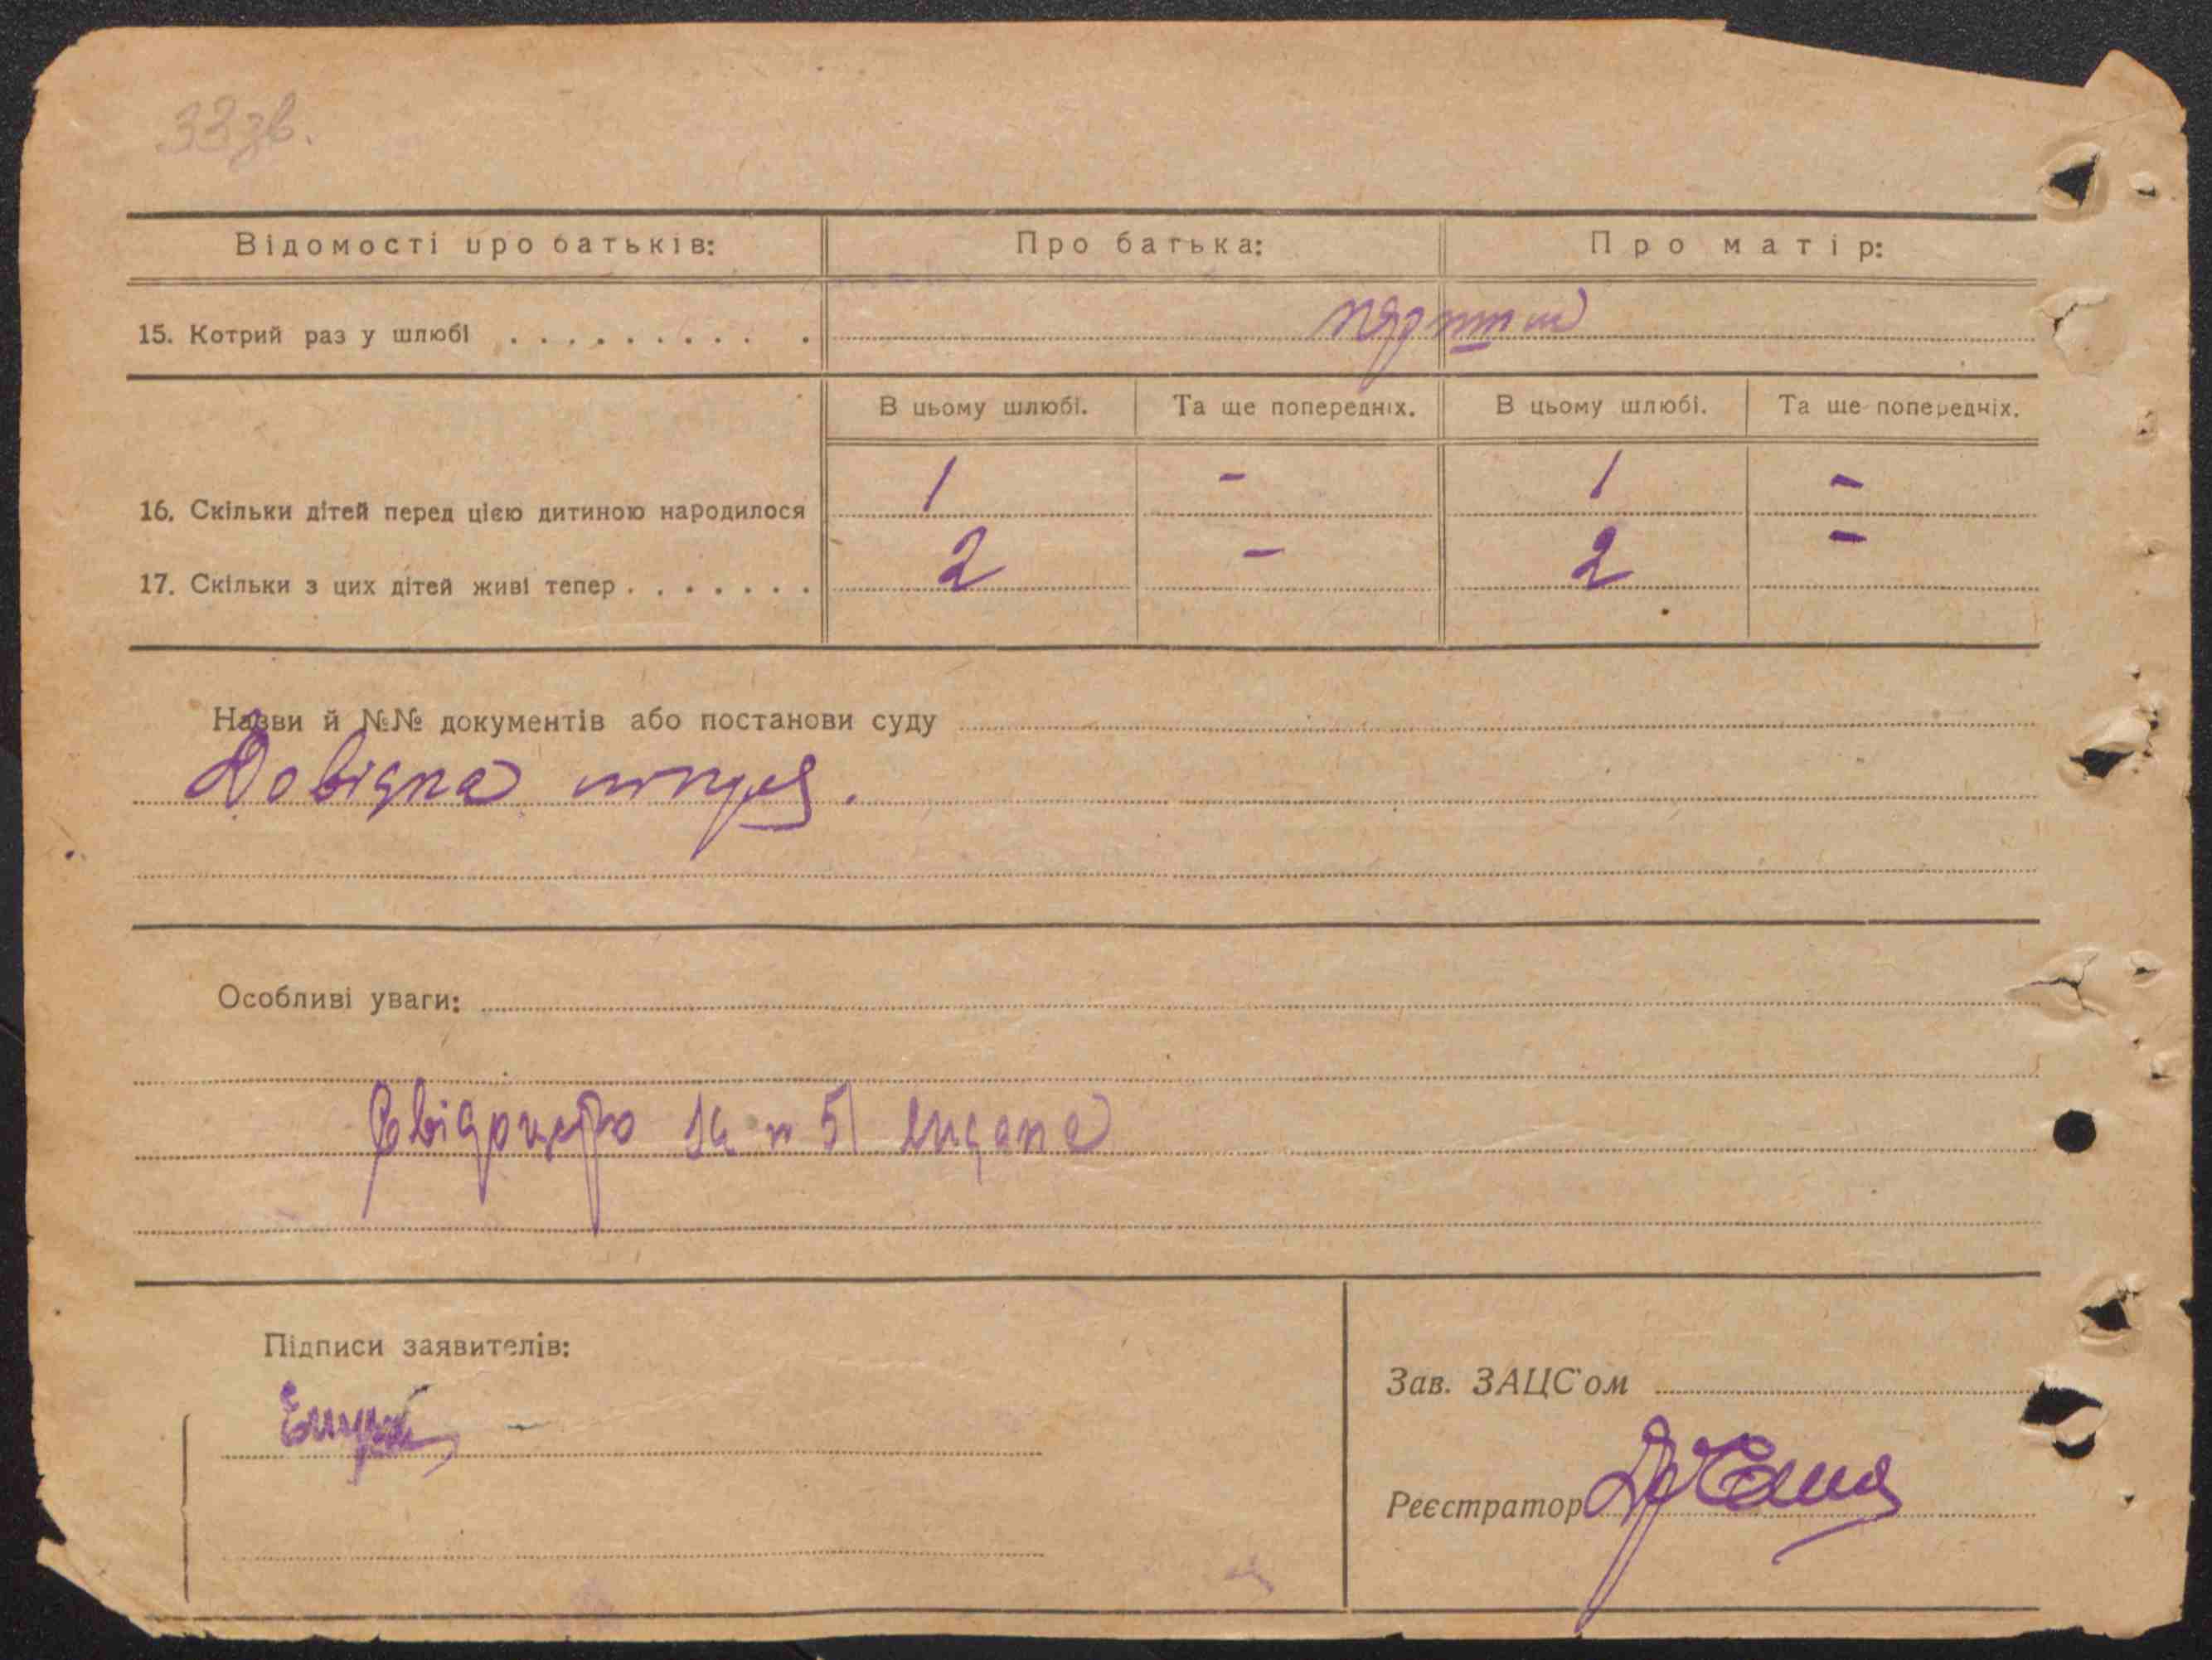 33зв.
Відомості про батьків: Про батька: Про матір:
15. Котрий раз у шлюбі . . . . . . . . . .
В цьому шлюбі. Та ще попередніх. В цьому шлюбі. Та ще попередніх.
16. Скільки дітей перед цією дитиною народилося 1 - 1 -
17. Скільки з цих дітей живі тепер . . . . . . . 2 - 2 -
Назви й №№ документів або постанови суду
Довідка
Особливі уваги:
51 видано
Підписи заявителів:
Зав. ЗАЦС'ом
Реєстратор